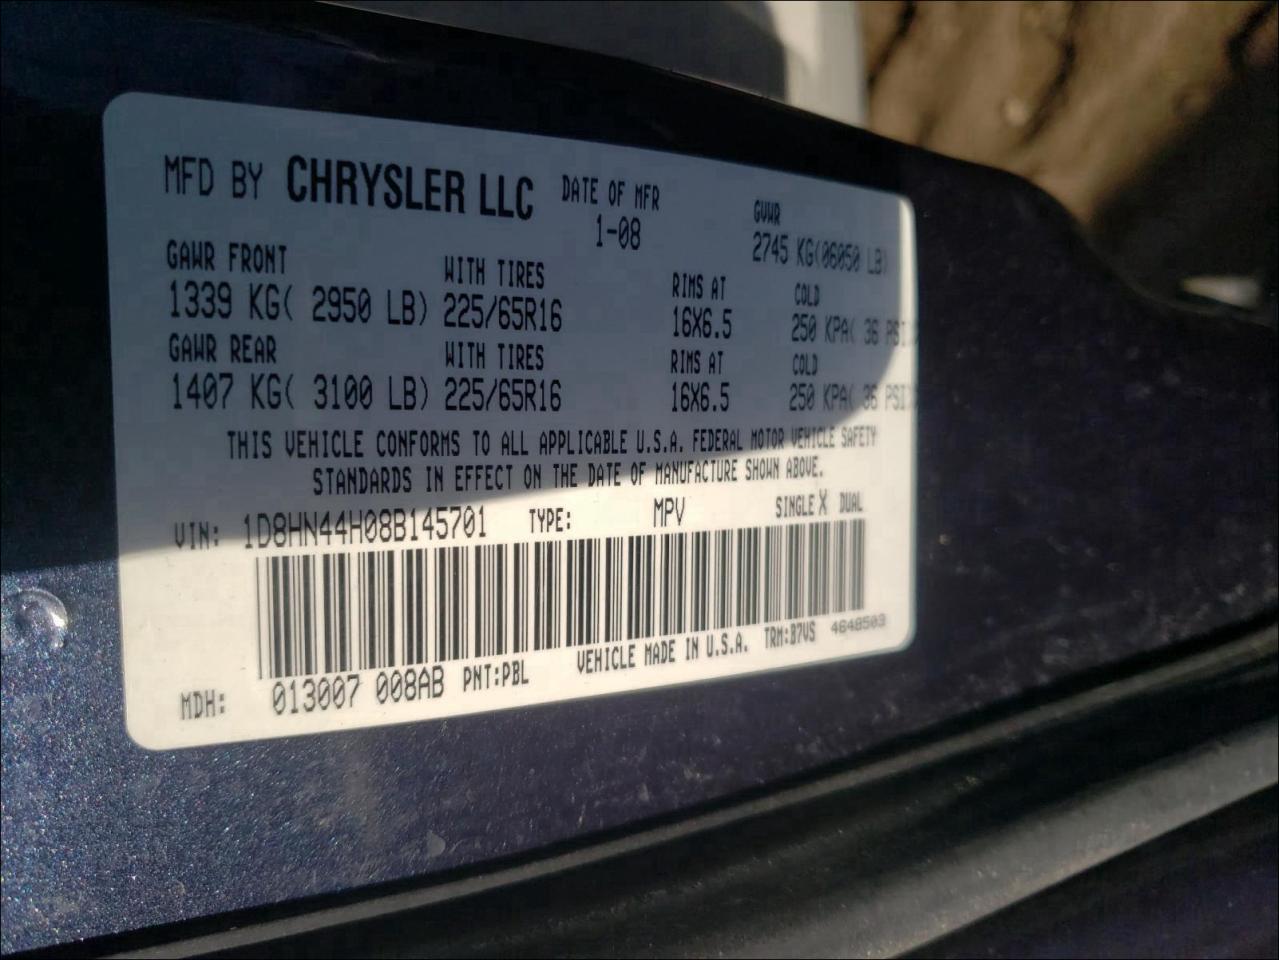 MFD BY CHRYSLER LLC DATE OF MFR GVWR
1-08 2745 KG(06050 LB)
GAWR FRONT WITH TIRES RIMS AT COLD
1339 KG( 2950 LB) 225/65R16 16X6.5 250 KPA( 36 PSI)
GAWR REAR WITH TIRES RIMS AT COLD
1407 KG( 3100 LB) 225/65R16 16X6.5 250 KPA( 36 PSI)
THIS VEHICLE CONFORMS TO ALL APPLICABLE U.S.A. FEDERAL MOTOR VEHICLE SAFETY
STANDARDS IN EFFECT ON THE DATE OF MANUFACTURE SHOWN ABOVE.
VIN: 1D8HN44H08B145701 TYPE: MPV SINGLE X DUAL
MDH: 013007 008AB PNT:PBL VEHICLE MADE IN U.S.A. TRM:B7VS 4648503